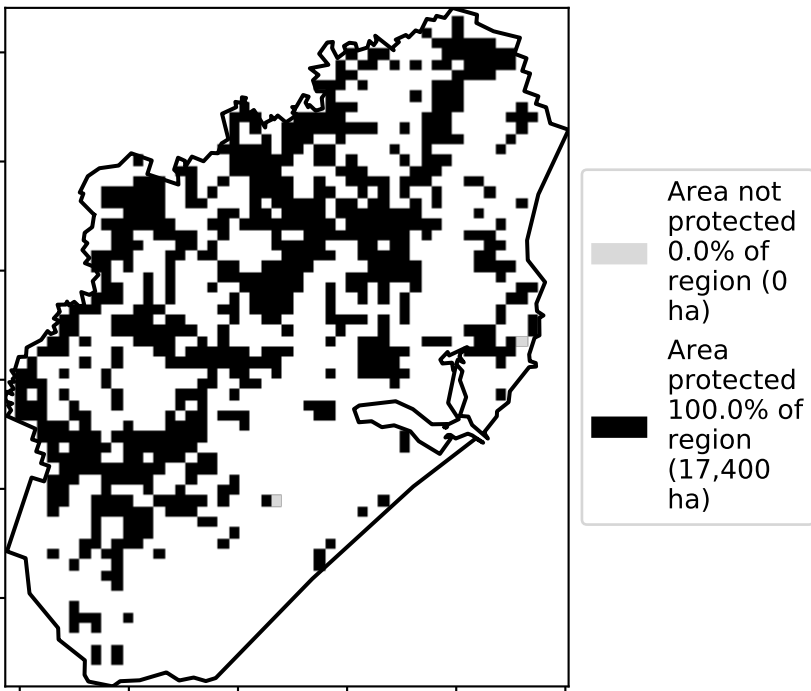 Area not
protected
0.0% of
region (0
ha)
Area
protected
100.0% of
region
(17,400
ha)